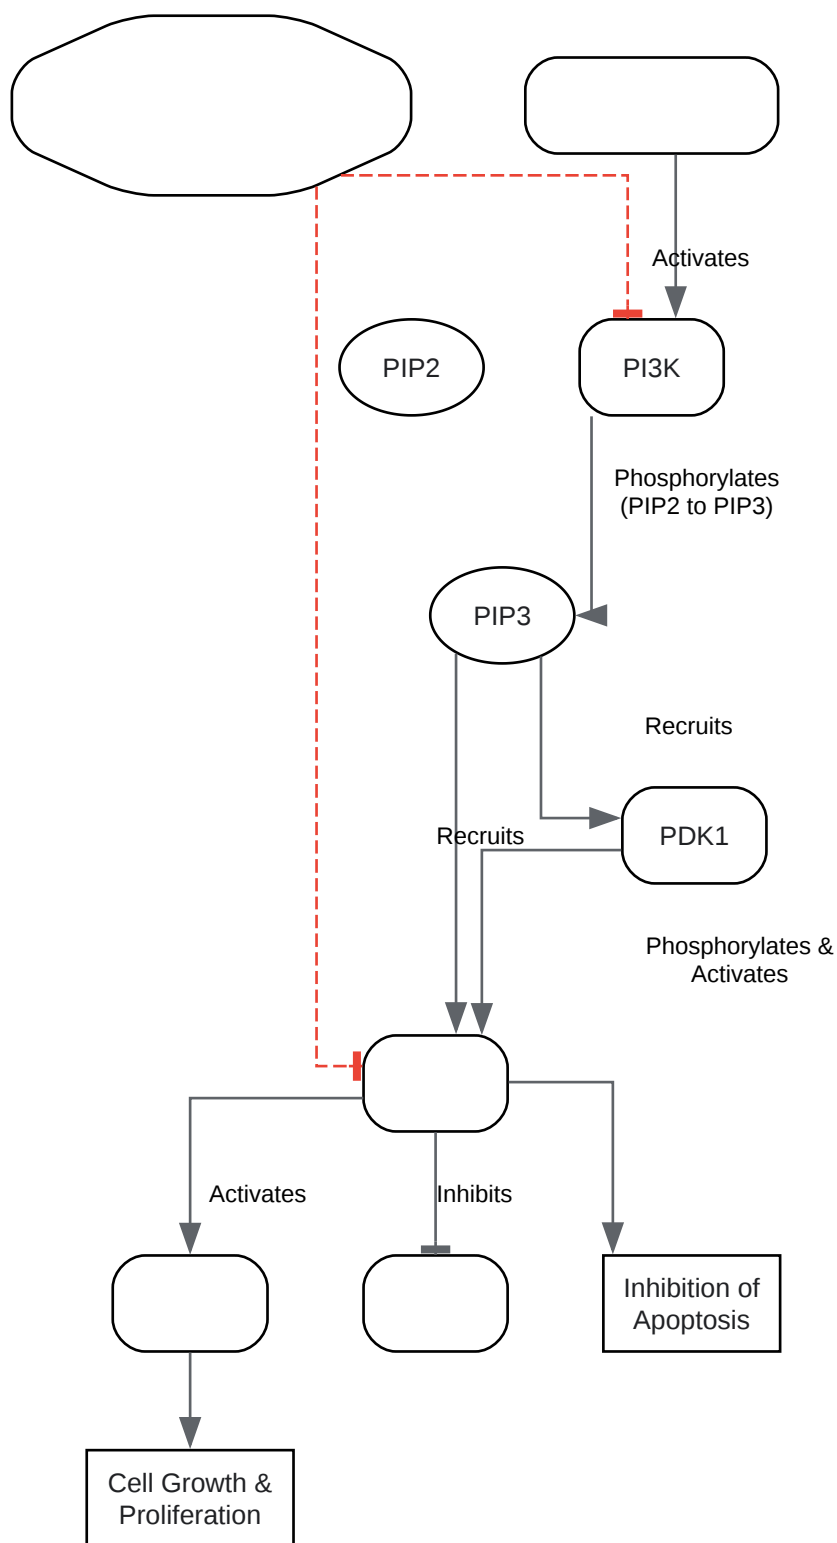 Activates
PIP2
PI3K
Phosphorylates
(PIP2 to PIP3)
PIP3
Recruits
Recruits
PDK1
Phosphorylates &
Activates
Activates
Inhibits
Inhibition of
Apoptosis
Cell Growth &
Proliferation